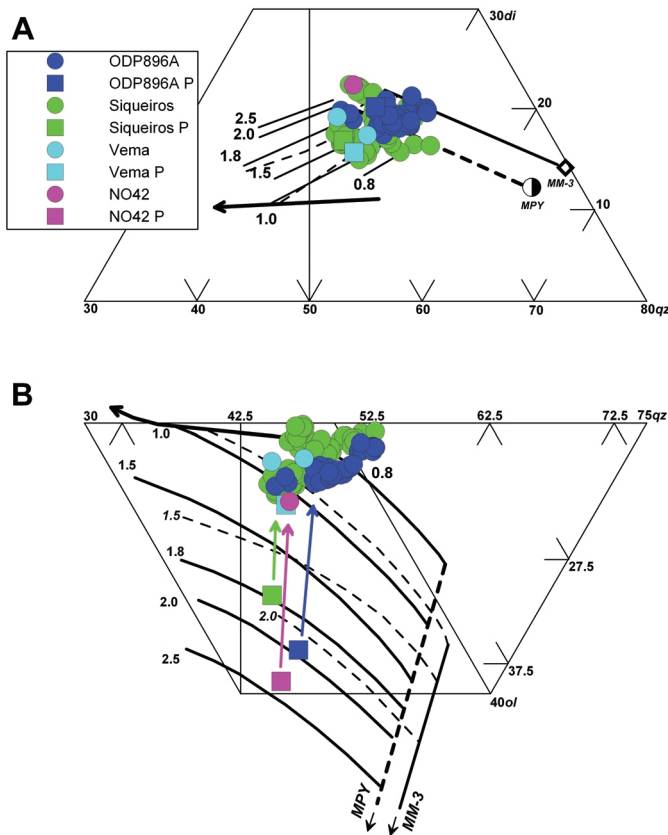 A
30di
ODP896A
ODP896A P
Siqueiros
Siqueiros P
Vema
Vema P
NO42
NO42 P
2.5
2.0
1.8
1.5
1.0
0.8
20
MM-3
MPY
10
30
40
50
60
70
80qz
B
30
42.5
52.5
62.5
72.5
75qz
1.0
0.8
1.5
1.5
1.8
2.0
2.0
2.5
27.5
37.5
40ol
MPY
MM-3